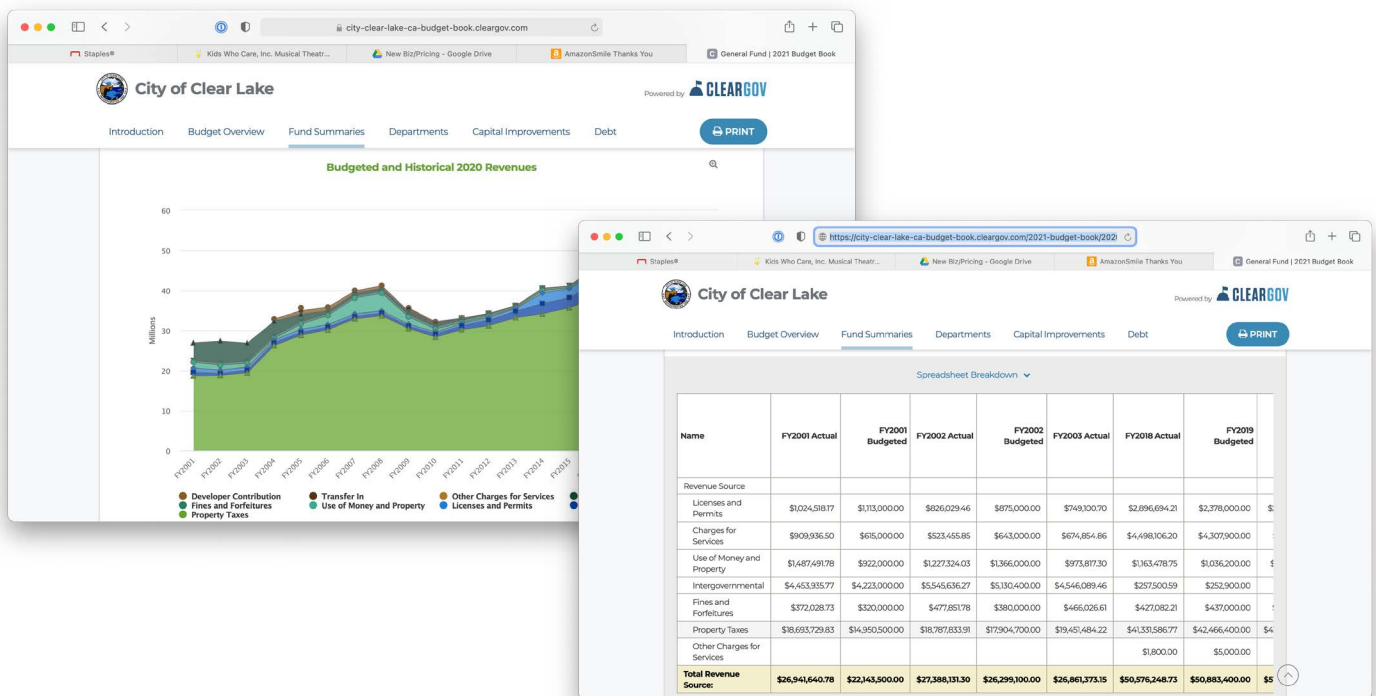 city-clear-lake-ca-budget-book.cleargov.com
Staples®
Kids Who Care, Inc. Musical Theatr...
New Biz/Pricing - Google Drive
AmazonSmile Thanks You
General Fund | 2021 Budget Book
City of Clear Lake
Powered by CLEARGOV
Introduction Budget Overview Fund Summaries Departments Capital Improvements Debt PRINT
Budgeted and Historical 2020 Revenues
Millions
60
50
40
30
20
10
0
FY2001 FY2002 FY2003 FY2004 FY2005 FY2006 FY2007 FY2008 FY2009 FY2010 FY2011 FY2012 FY2013 FY2014 FY2015
Developer Contribution Transfer In Other Charges for Services
Fines and Forfeitures Use of Money and Property Licenses and Permits
Property Taxes
https://city-clear-lake-ca-budget-book.cleargov.com/2021-budget-book/202
Staples®
Kids Who Care, Inc. Musical Theatr...
New Biz/Pricing - Google Drive
AmazonSmile Thanks You
General Fund | 2021 Budget Book
City of Clear Lake
Powered by CLEARGOV
Introduction Budget Overview Fund Summaries Departments Capital Improvements Debt PRINT
Spreadsheet Breakdown
Name FY2001 Actual FY2001 Budgeted FY2002 Actual FY2002 Budgeted FY2003 Actual FY2018 Actual FY2019 Budgeted
Revenue Source
Licenses and Permits $1,024,518.17 $1,113,000.00 $826,029.46 $875,000.00 $749,100.70 $2,896,694.21 $2,378,000.00
Charges for Services $909,936.50 $615,000.00 $523,455.85 $643,000.00 $674,854.86 $4,498,106.20 $4,307,900.00
Use of Money and Property $1,487,491.78 $922,000.00 $1,227,324.03 $1,366,000.00 $973,817.30 $1,163,478.75 $1,036,200.00
Intergovernmental $4,453,935.77 $4,223,000.00 $5,545,636.27 $5,130,400.00 $4,546,089.46 $257,500.59 $252,900.00
Fines and Forfeitures $372,028.73 $320,000.00 $477,851.78 $380,000.00 $466,026.61 $427,082.21 $437,000.00
Property Taxes $18,693,729.83 $14,950,500.00 $18,787,833.91 $17,904,700.00 $19,451,484.22 $41,331,586.77 $42,466,400.00
Other Charges for Services $1,800.00 $5,000.00
Total Revenue Source: $26,941,640.78 $22,143,500.00 $27,388,131.30 $26,299,100.00 $26,861,373.15 $50,576,248.73 $50,883,400.00